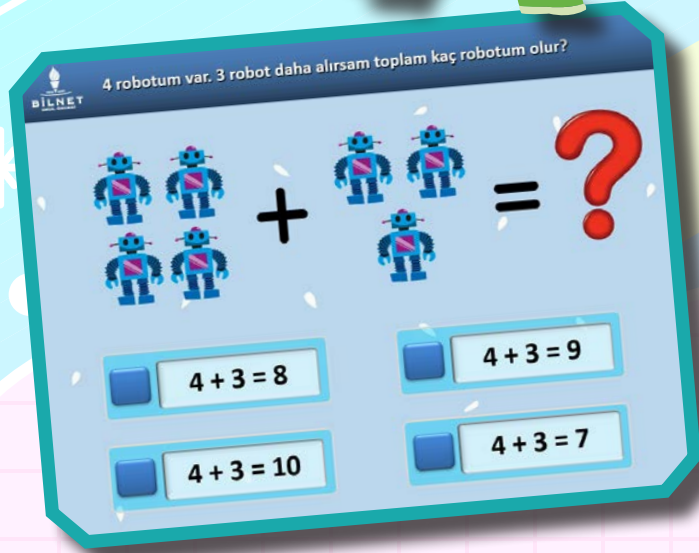 4 robotum var. 3 robot daha alırsam toplam kaç robotum olur?
BİLNET
+
=
?
4 + 3 = 8
4 + 3 = 9
4 + 3 = 10
4 + 3 = 7